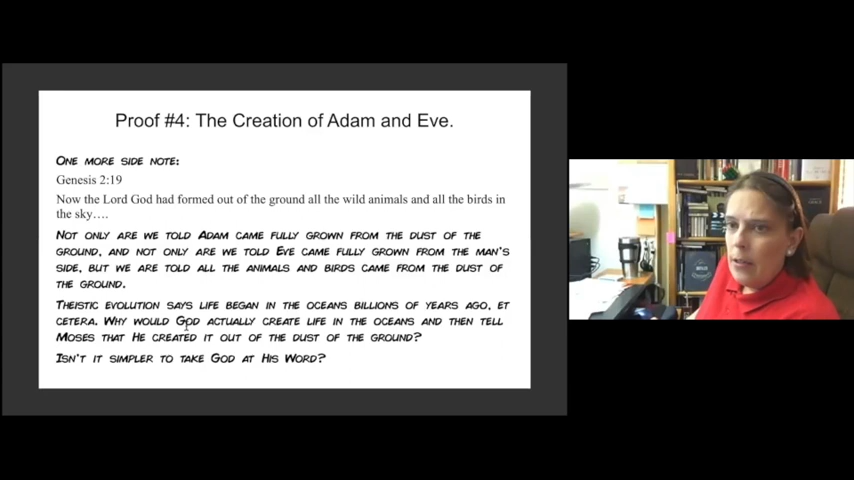 Proof #4: The Creation of Adam and Eve.
One more side note:
Genesis 2:19
Now the Lord God had formed out of the ground all the wild animals and all the birds in
the sky….
Not only are we told Adam came fully grown from the dust of the
ground, and not only are we told Eve came fully grown from the man's
side, but we are told all the animals and birds came from the dust of
the ground.
Theistic evolution says life began in the oceans billions of years ago, et
cetera. Why would God actually create life in the oceans and then tell
Moses that He created it out of the dust of the ground?
Isn't it simpler to take God at His Word?